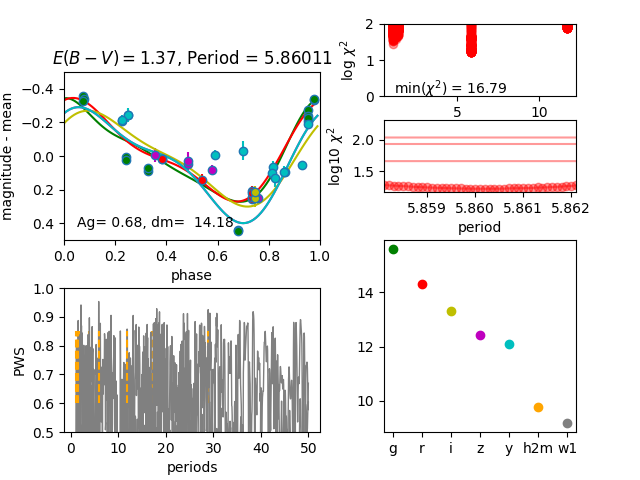 E(B − V) = 1.37, Period = 5.86011
magnitude - mean
−0.4
−0.2
0.0
0.2
0.4
Ag= 0.68, dm=  14.18
0.0 0.2 0.4 0.6 0.8 1.0
phase
log χ²
2
1
0
min(χ²) = 16.79
5 10
log10 χ²
2.0
1.5
5.859 5.860 5.861 5.862
period
PWS
1.0
0.9
0.8
0.7
0.6
0.5
0 10 20 30 40 50
periods
14
12
10
g r i z y h2m w1